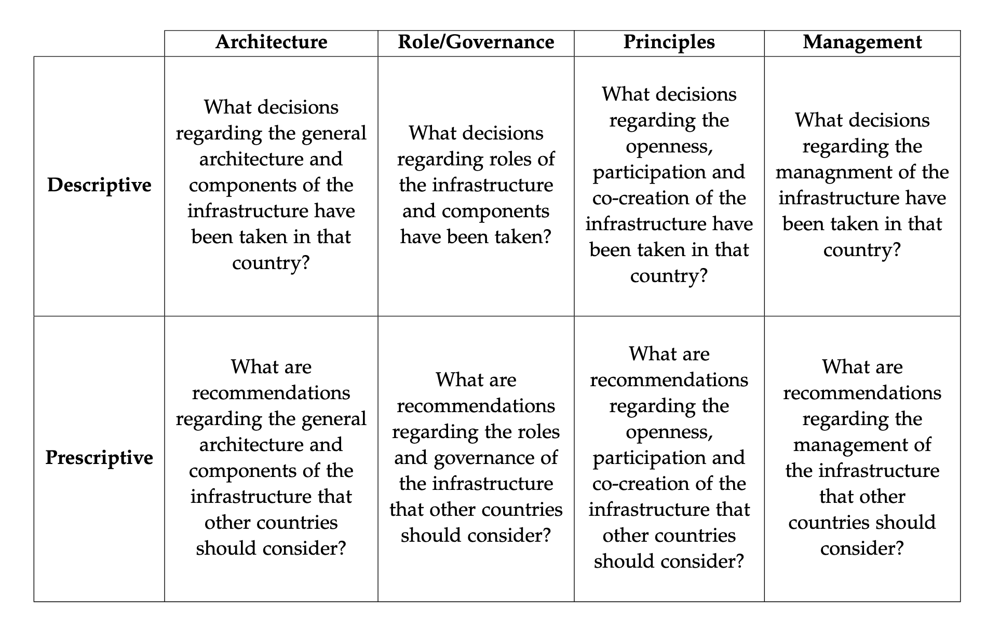 Architecture
Role/Governance
Principles
Management
Descriptive
What decisions
regarding the general
architecture and
components of the
infrastructure have
been taken in that
country?
What decisions
regarding roles of
the infrastructure
and components
have been taken?
What decisions
regarding the
openness,
participation and
co-creation of the
infrastructure have
been taken in that
country?
What decisions
regarding the
managnment of the
infrastructure have
been taken in that
country?
Prescriptive
What are
recommendations
regarding the general
architecture and
components of the
infrastructure that
other countries
should consider?
What are
recommendations
regarding the roles
and governance of
the infrastructure
that other countries
should consider?
What are
recommendations
regarding the
openness,
participation and
co-creation of the
infrastructure that
other countries
should consider?
What are
recommendations
regarding the
management of
the infrastructure
that other
countries should
consider?